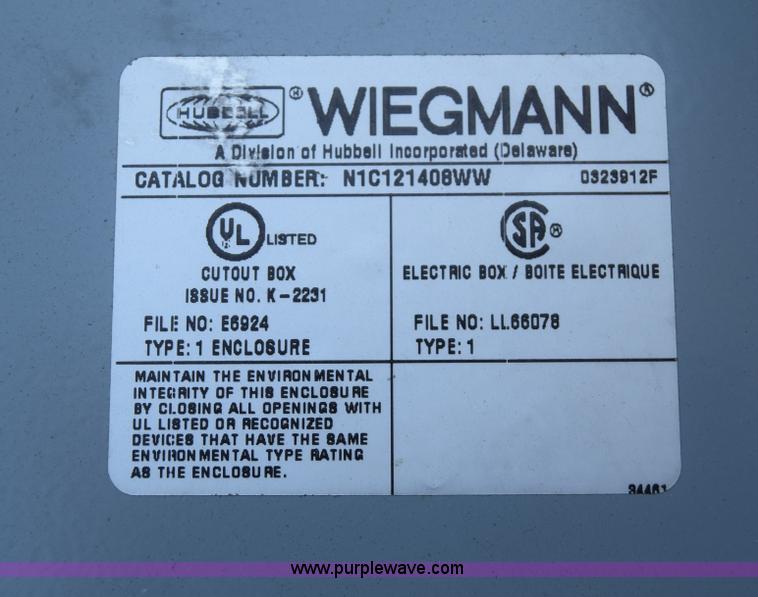 HUBBELL ® WIEGMANN ®
A Division of Hubbell Incorporated (Delaware)
CATALOG NUMBER: N1C121408WW 0323912F
UL LISTED
CUTOUT BOX
ISSUE NO. K-2231
FILE NO: E6924
TYPE: 1 ENCLOSURE
SA ®
ELECTRIC BOX / BOITE ELECTRIQUE
FILE NO: LL66078
TYPE: 1
MAINTAIN THE ENVIRONMENTAL
INTEGRITY OF THIS ENCLOSURE
BY CLOSING ALL OPENINGS WITH
UL LISTED OR RECOGNIZED
DEVICES THAT HAVE THE SAME
ENVIRONMENTAL TYPE RATING
AS THE ENCLOSURE.
34461
www.purplewave.com